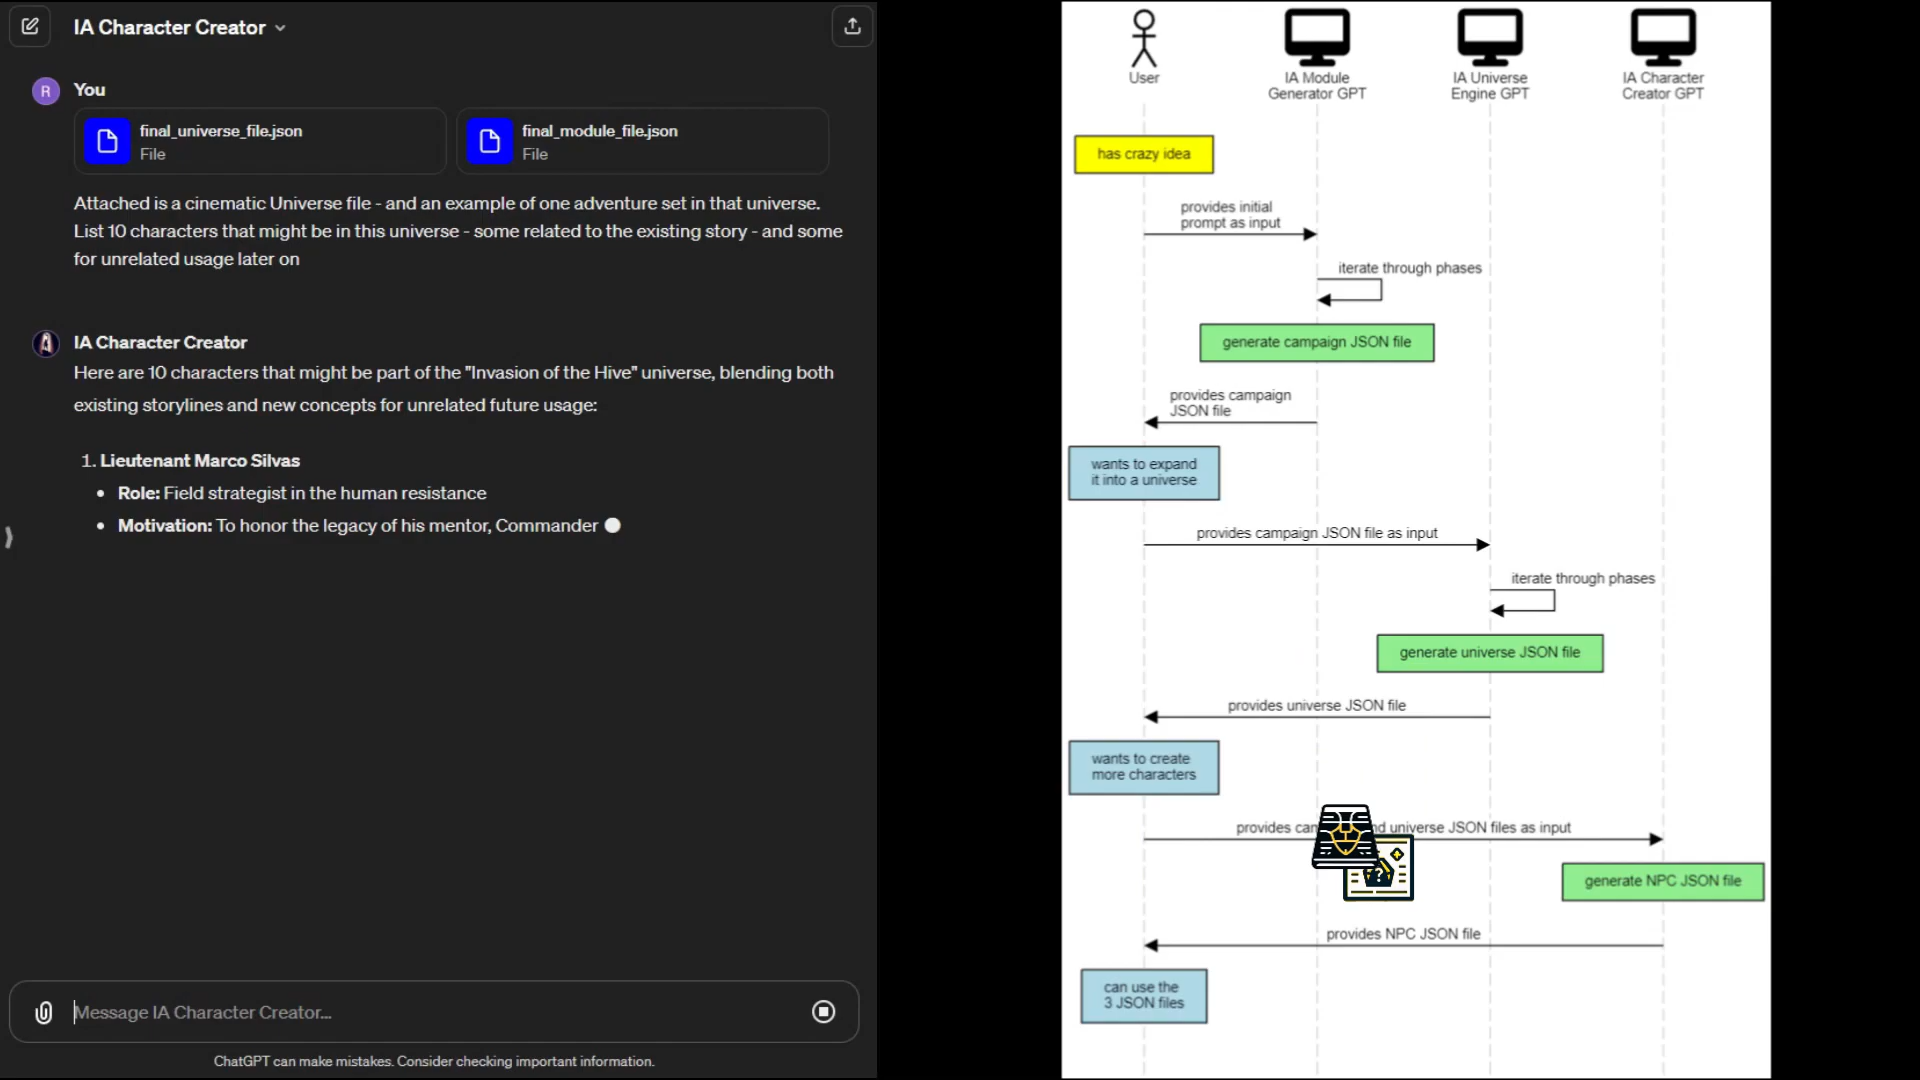 IA Character Creator
R
You
final_universe_file.json
File
final_module_file.json
File
Attached is a cinematic Universe file - and an example of one adventure set in that universe.
List 10 characters that might be in this universe - some related to the existing story - and some
for unrelated usage later on
IA Character Creator
Here are 10 characters that might be part of the "Invasion of the Hive" universe, blending both
existing storylines and new concepts for unrelated future usage:
1. Lieutenant Marco Silvas
• Role: Field strategist in the human resistance
• Motivation: To honor the legacy of his mentor, Commander
Message IA Character Creator...
ChatGPT can make mistakes. Consider checking important information.
User
IA Module
Generator GPT
IA Universe
Engine GPT
IA Character
Creator GPT
has crazy idea
provides initial
prompt as input
iterate through phases
generate campaign JSON file
provides campaign
JSON file
wants to expand
it into a universe
provides campaign JSON file as input
iterate through phases
generate universe JSON file
provides universe JSON file
wants to create
more characters
provides universe JSON files as input
?
generate NPC JSON file
provides NPC JSON file
can use the
3 JSON files